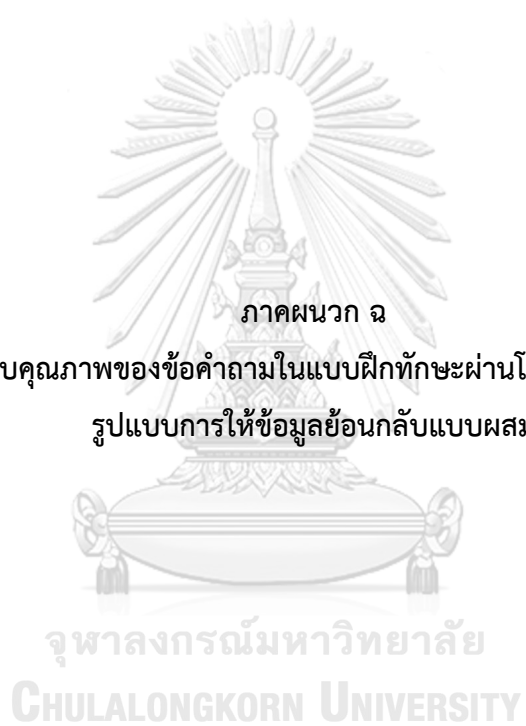 ภาคผนวก ฉ
บคุณภาพของข้อคำถามในแบบฝึกทักษะผ่านโ
รูปแบบการให้ข้อมูลย้อนกลับแบบผสม
จุฬาลงกรณ์มหาวิทยาลัย
CHULALONGKORN UNIVERSITY